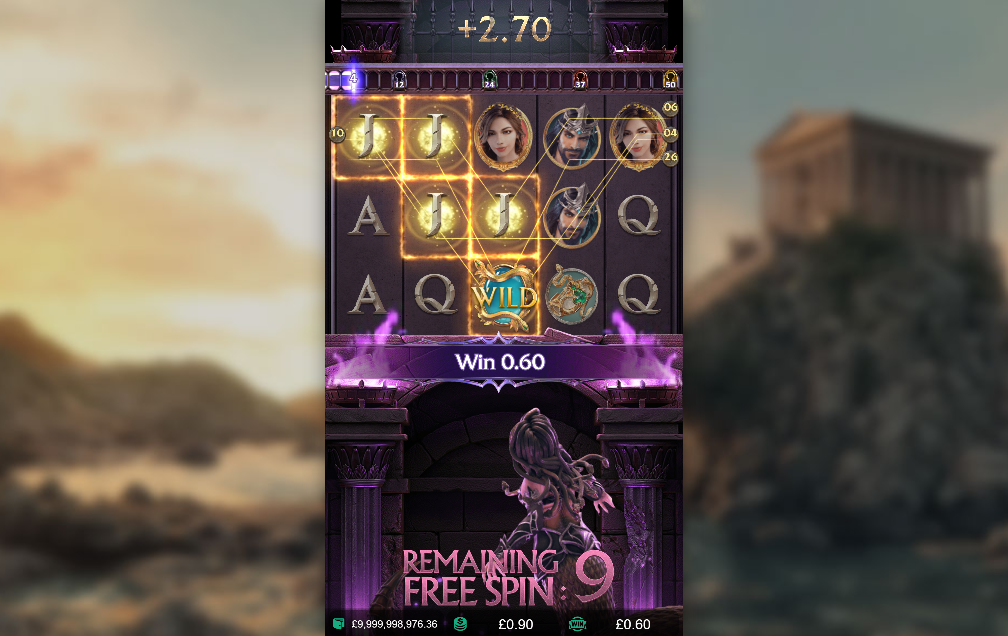 +2.70
4 12 24 37 50
06
10 J J 04
26
A J J Q
A Q WILD Q
Win 0.60
REMAINING
FREE SPIN : 9
£9,999,998,976.36 £0.90 WIN £0.60